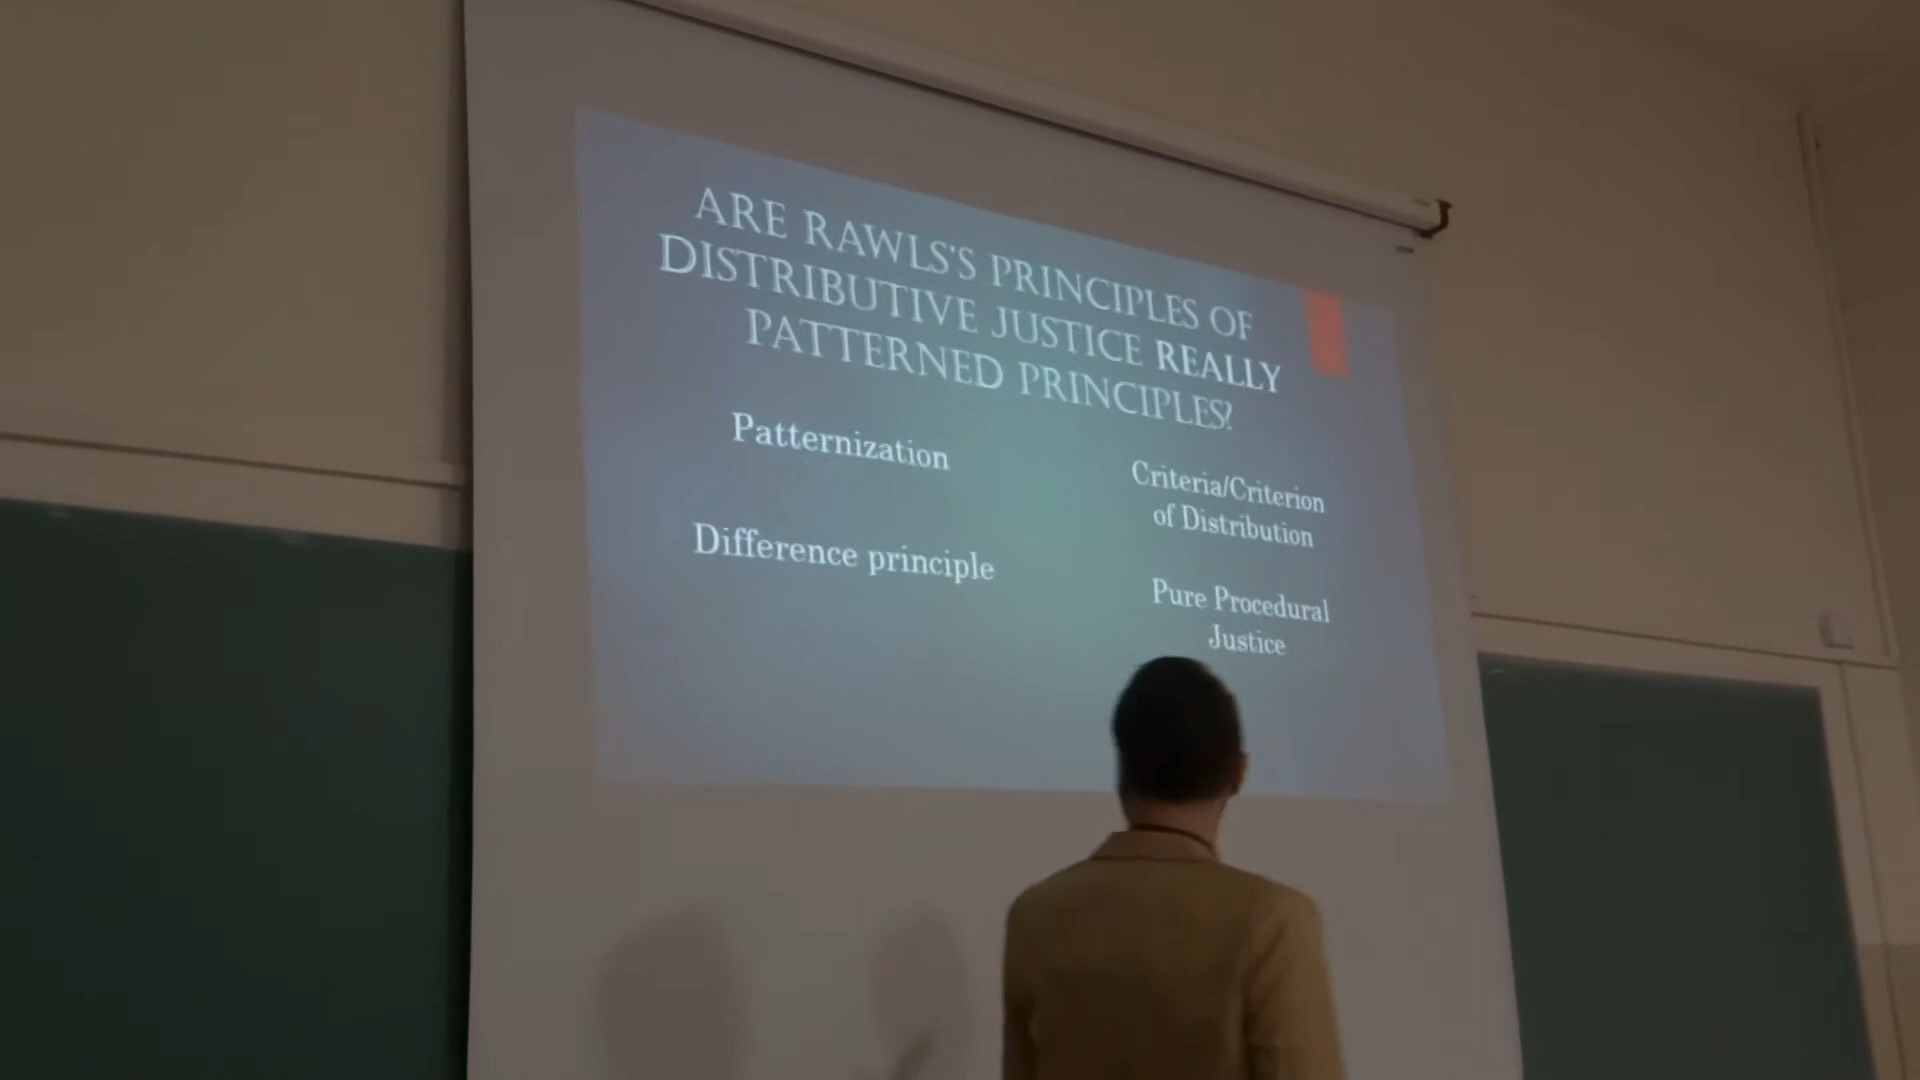 ARE RAWLS'S PRINCIPLES OF
DISTRIBUTIVE JUSTICE REALLY
PATTERNED PRINCIPLES?
Patternization
Difference principle
Criteria/Criterion
of Distribution
Pure Procedural
Justice